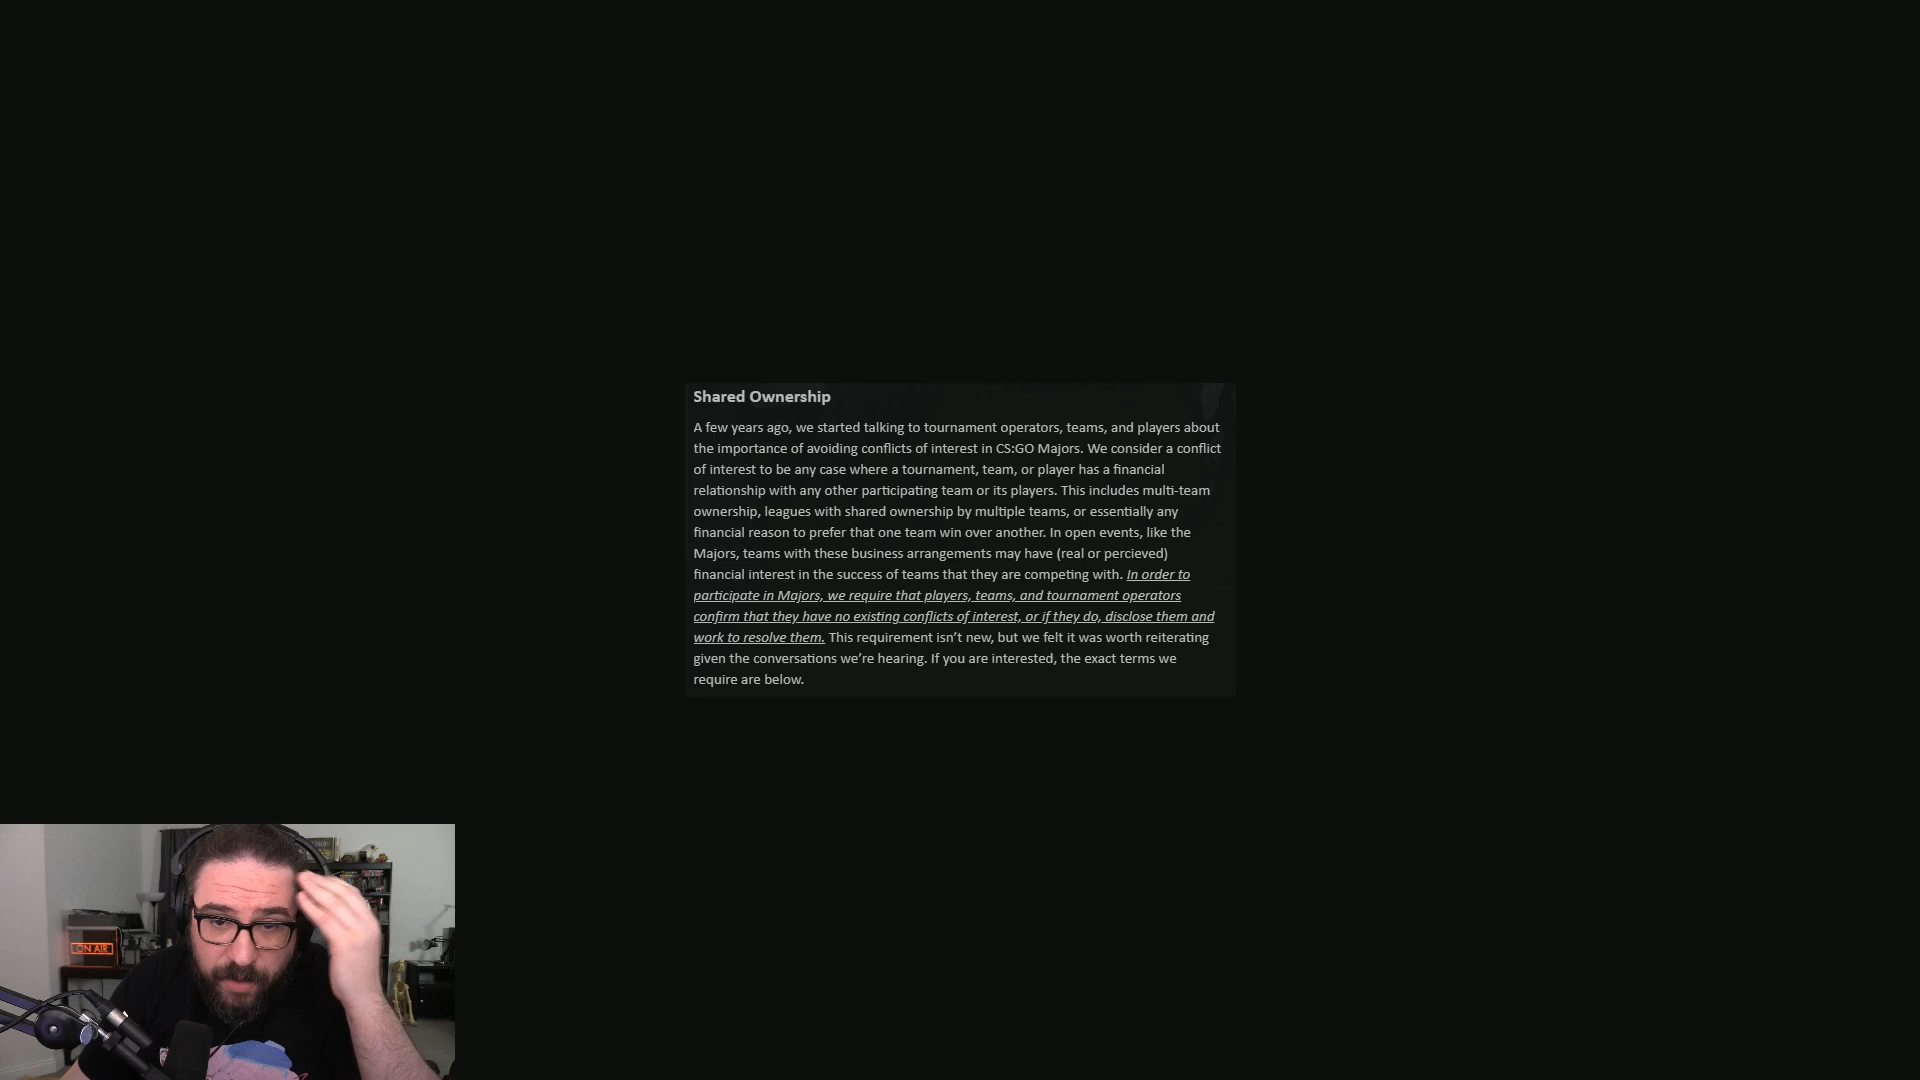 Shared Ownership
A few years ago, we started talking to tournament operators, teams, and players about
the importance of avoiding conflicts of interest in CS:GO Majors. We consider a conflict
of interest to be any case where a tournament, team, or player has a financial
relationship with any other participating team or its players. This includes multi-team
ownership, leagues with shared ownership by multiple teams, or essentially any
financial reason to prefer that one team win over another. In open events, like the
Majors, teams with these business arrangements may have (real or percieved)
financial interest in the success of teams that they are competing with. In order to
participate in Majors, we require that players, teams, and tournament operators
confirm that they have no existing conflicts of interest, or if they do, disclose them and
work to resolve them. This requirement isn’t new, but we felt it was worth reiterating
given the conversations we’re hearing. If you are interested, the exact terms we
require are below.
ON AIR